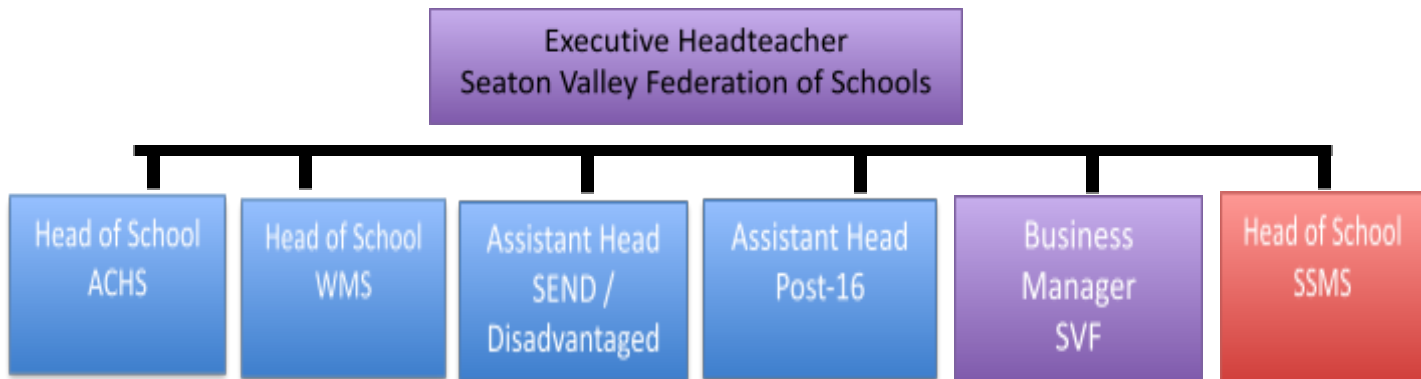 Executive Headteacher
Seaton Valley Federation of Schools
Head of School
ACHS
Head of School
WMS
Assistant Head
SEND /
Disadvantaged
Assistant Head
Post-16
Business
Manager
SVF
Head of School
SSMS